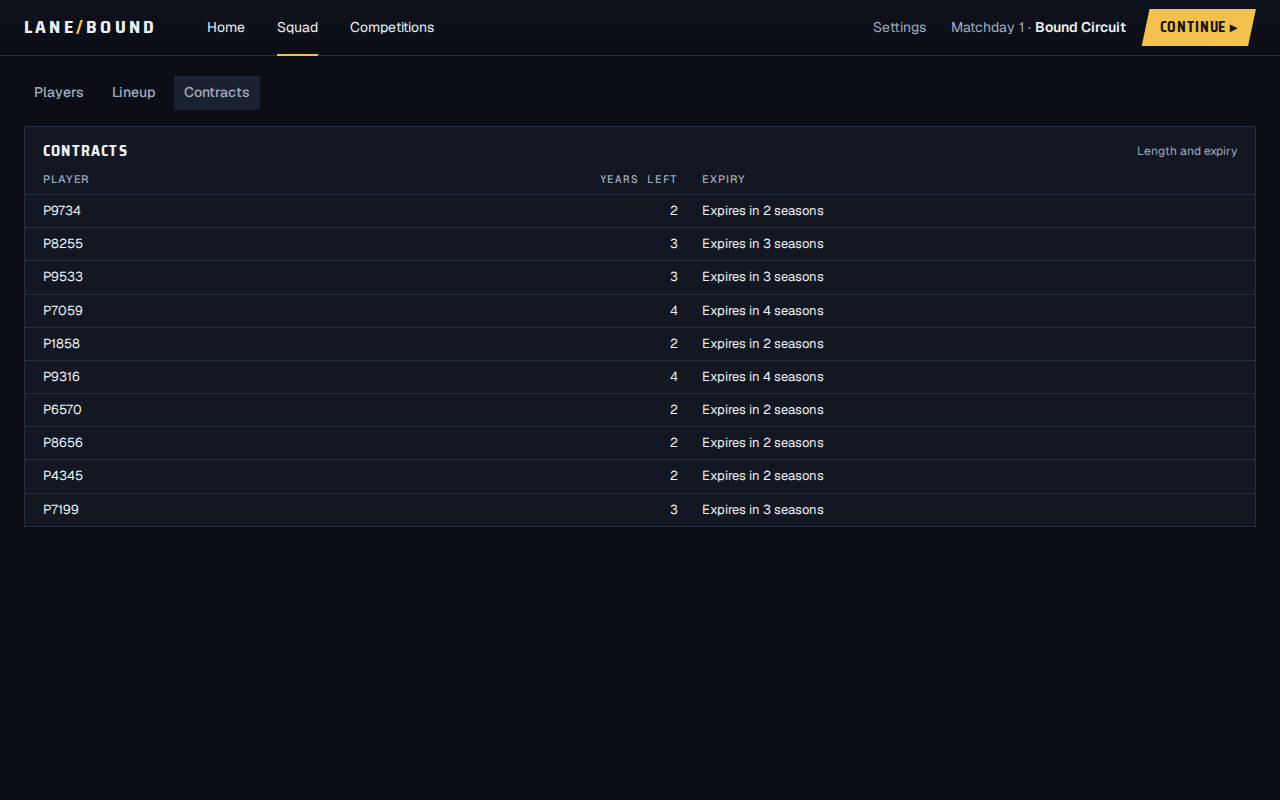 LANE/BOUND Home Squad Competitions Settings Matchday 1 · Bound Circuit CONTINUE ▸
Players Lineup Contracts
CONTRACTS Length and expiry
PLAYER YEARS LEFT EXPIRY
P9734 2 Expires in 2 seasons
P8255 3 Expires in 3 seasons
P9533 3 Expires in 3 seasons
P7059 4 Expires in 4 seasons
P1858 2 Expires in 2 seasons
P9316 4 Expires in 4 seasons
P6570 2 Expires in 2 seasons
P8656 2 Expires in 2 seasons
P4345 2 Expires in 2 seasons
P7199 3 Expires in 3 seasons